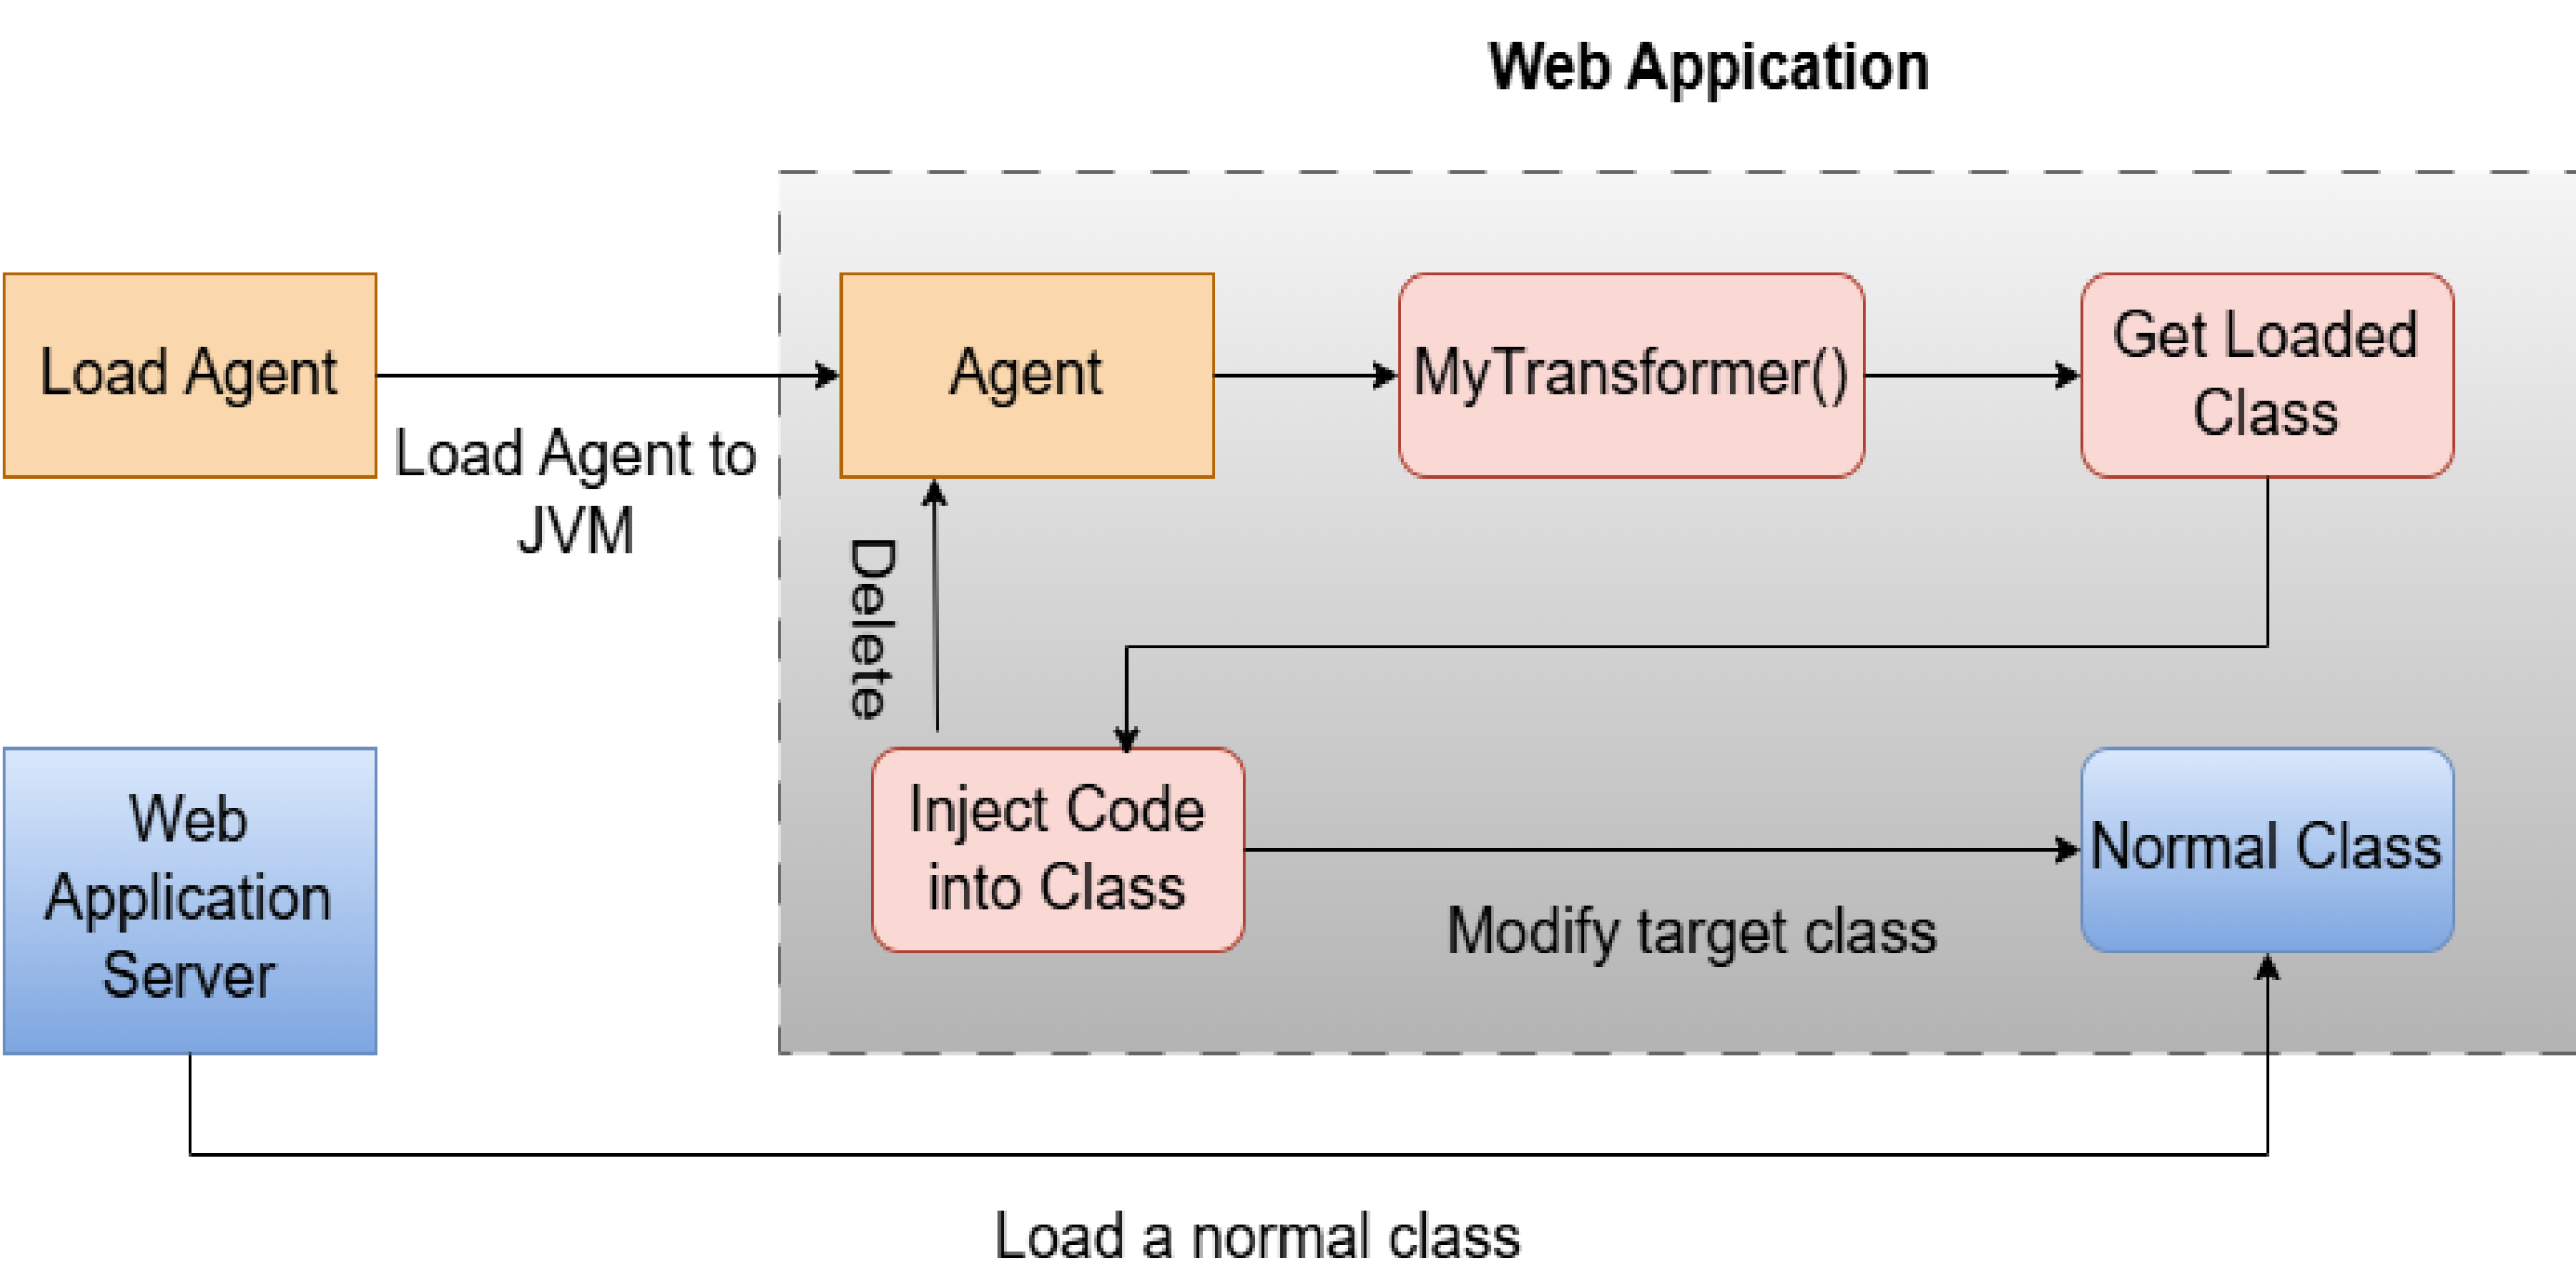 Web Appication
Load Agent
Load Agent to
JVM
Agent
MyTransformer()
Get Loaded
Class
Delete
Web
Application
Server
Inject Code
into Class
Modify target class
Normal Class
Load a normal class